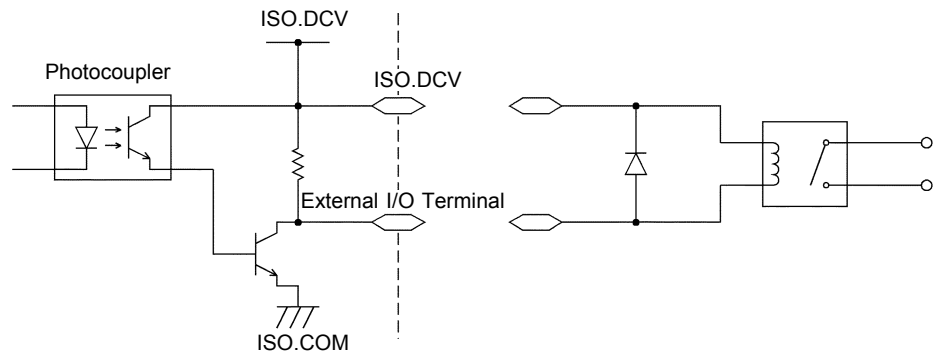 ISO.DCV
Photocoupler
ISO.DCV
External I/O Terminal
ISO.COM